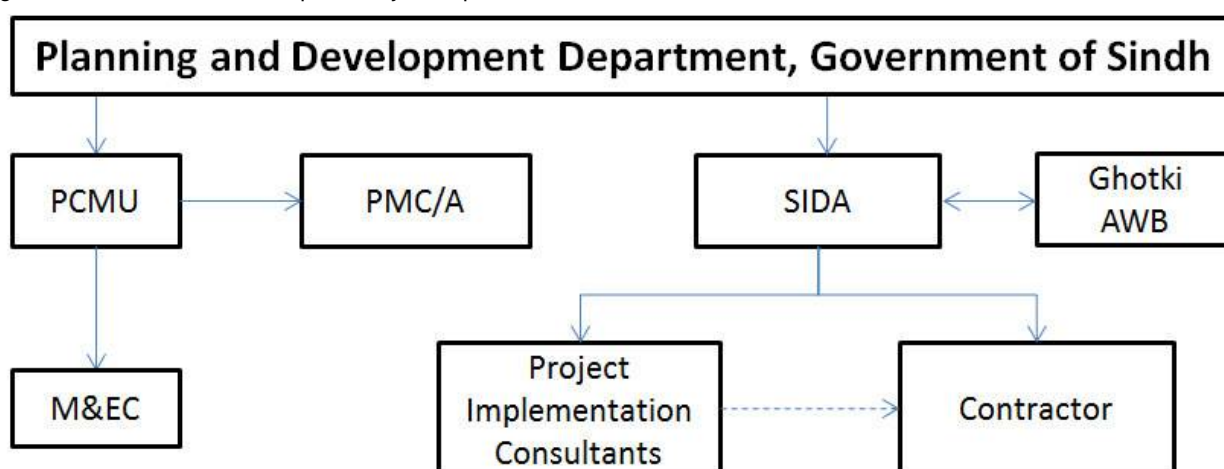 Planning and Development Department, Government of Sindh
PCMU
PMC/A
SIDA
Ghotki
AWB
M&EC
Project
Implementation
Consultants
Contractor